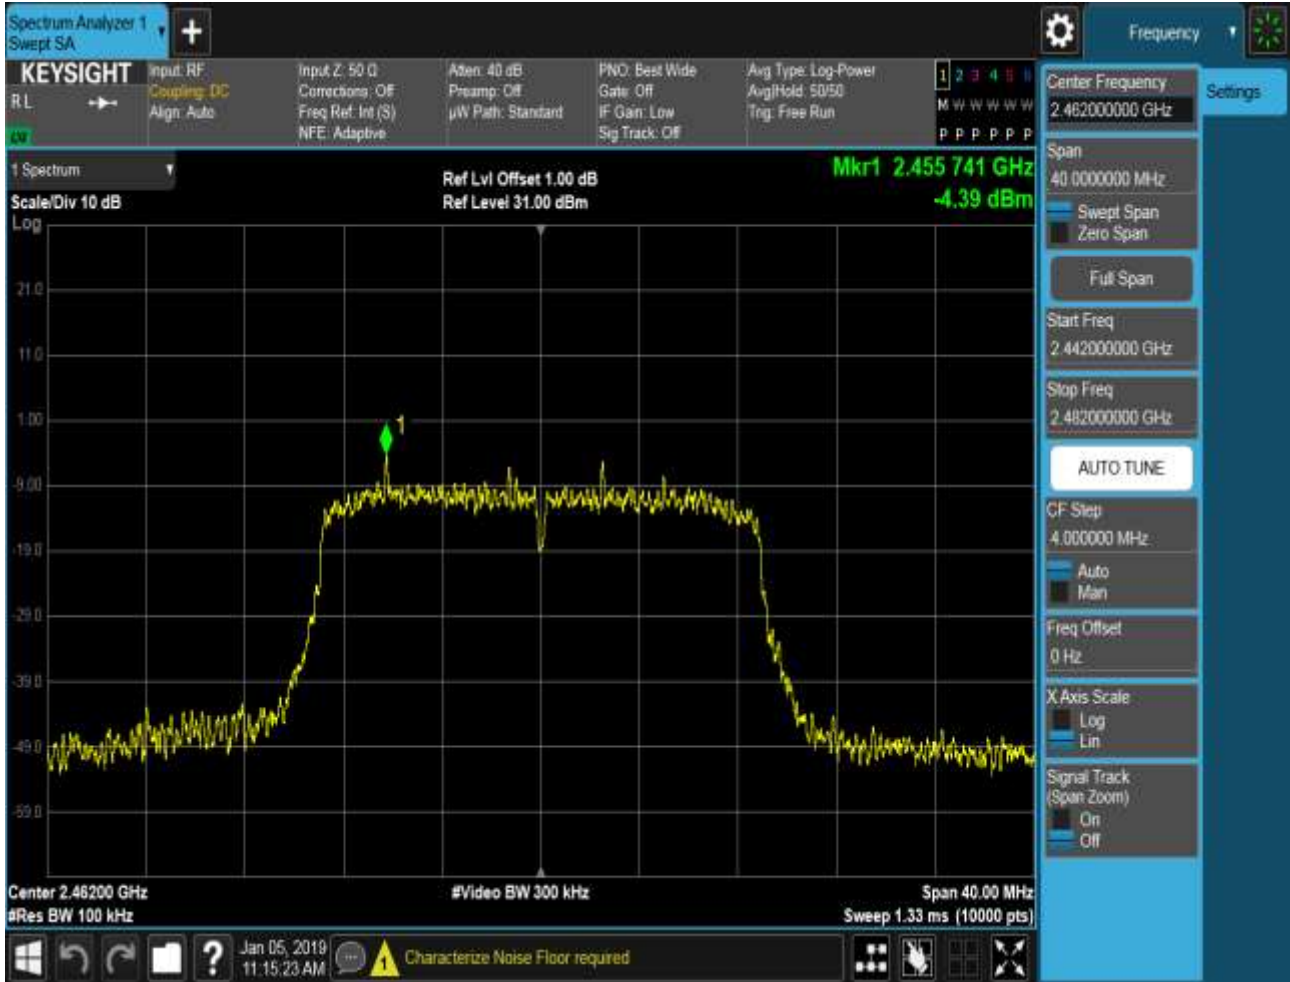 Spectrum Analyzer 1
Swept SA
+
Frequency
KEYSIGHT
R L
LXI
Input: RF
Coupling: DC
Align: Auto
Input Z: 50 Ω
Corrections: Off
Freq Ref: Int (S)
NFE: Adaptive
Atten: 40 dB
Preamp: Off
µW Path: Standard
PNO: Best Wide
Gate: Off
IF Gain: Low
Sig Track: Off
Avg Type: Log-Power
Avg|Hold: 50/50
Trig: Free Run
1 2 3 4 5 6
M W W W W W
P P P P P P
1 Spectrum
Scale/Div 10 dB
Log
Ref Lvl Offset 1.00 dB
Ref Level 31.00 dBm
Mkr1 2.455 741 GHz
-4.39 dBm
21.0
11.0
1.00
-9.00
-19.0
-29.0
-39.0
-49.0
-59.0
1
Center 2.46200 GHz
#Res BW 100 kHz
#Video BW 300 kHz
Span 40.00 MHz
Sweep 1.33 ms (10000 pts)
?
Jan 05, 2019
11:15:23 AM
1
Characterize Noise Floor required
Center Frequency
2.462000000 GHz
Settings
Span
40.0000000 MHz
Swept Span
Zero Span
Full Span
Start Freq
2.442000000 GHz
Stop Freq
2.482000000 GHz
AUTO TUNE
CF Step
4.000000 MHz
Auto
Man
Freq Offset
0 Hz
X Axis Scale
Log
Lin
Signal Track
(Span Zoom)
On
Off